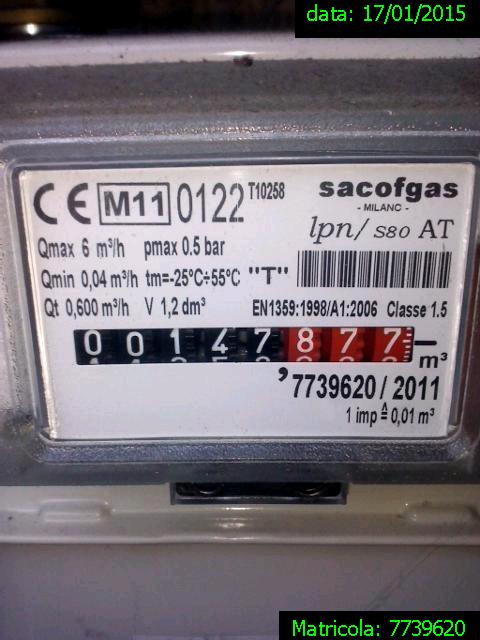 data: 17/01/2015
CE M11 0122 T10258
sacofgas
- MILANO -
lpn/ S80 AT
Qmax 6 m³/h pmax 0.5 bar
Qmin 0,04 m³/h tm=-25°C÷55°C "T"
Qt 0,600 m³/h V 1,2 dm³
EN1359:1998/A1:2006 Classe 1.5
0 0 1 4 7 8 7 7 m³
7739620/2011
1 imp ≙ 0,01 m³
Matricola: 7739620